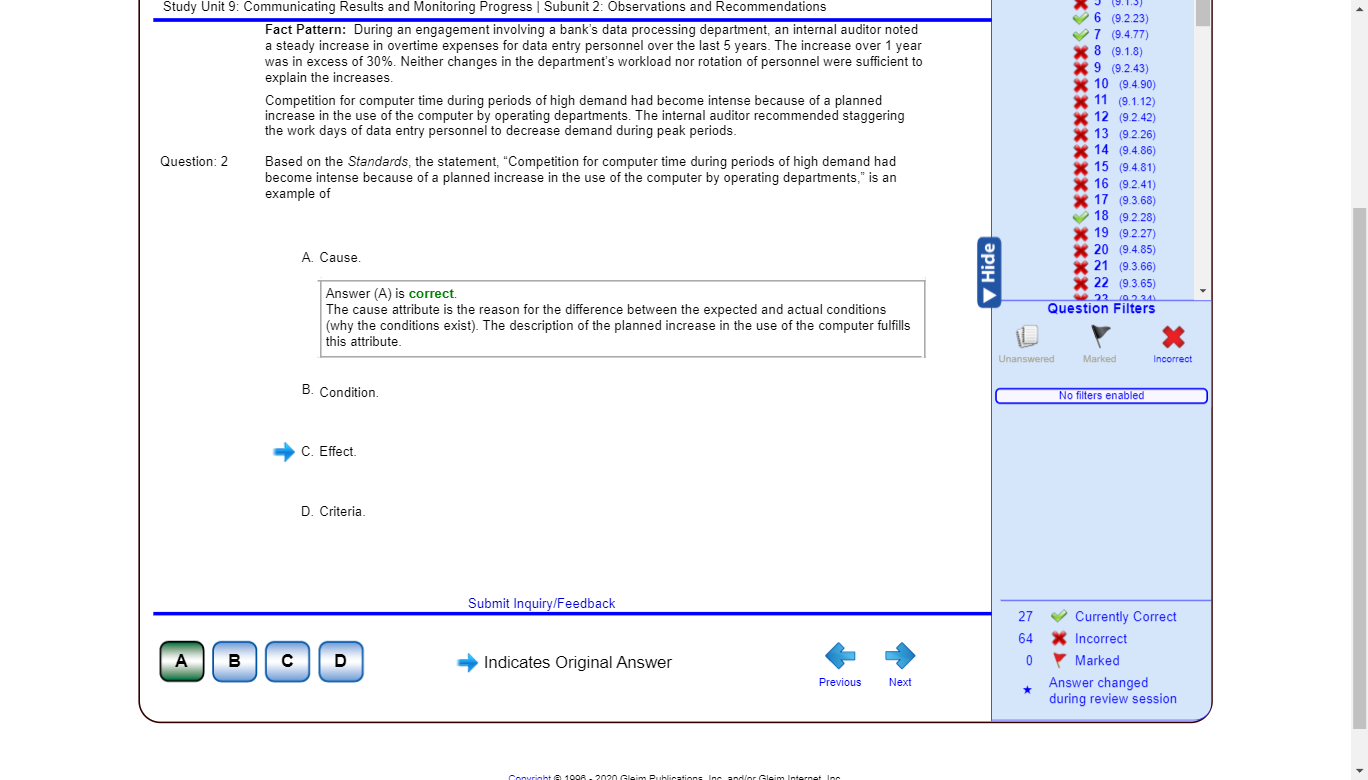 Study Unit 9: Communicating Results and Monitoring Progress | Subunit 2: Observations and Recommendations
Fact Pattern: During an engagement involving a bank's data processing department, an internal auditor noted
a steady increase in overtime expenses for data entry personnel over the last 5 years. The increase over 1 year
was in excess of 30%. Neither changes in the department's workload nor rotation of personnel were sufficient to
explain the increases.
Competition for computer time during periods of high demand had become intense because of a planned
increase in the use of the computer by operating departments. The internal auditor recommended staggering
the work days of data entry personnel to decrease demand during peak periods.
Question: 2
Based on the Standards, the statement, “Competition for computer time during periods of high demand had
become intense because of a planned increase in the use of the computer by operating departments,” is an
example of
A. Cause.
Answer (A) is correct.
The cause attribute is the reason for the difference between the expected and actual conditions
(why the conditions exist). The description of the planned increase in the use of the computer fulfills
this attribute.
B. Condition.
C. Effect.
D. Criteria.
Submit Inquiry/Feedback
A B C D
Indicates Original Answer
Previous
Next
5 (9.1.3)
6 (9.2.23)
7 (9.4.77)
8 (9.1.8)
9 (9.2.43)
10 (9.4.90)
11 (9.1.12)
12 (9.2.42)
13 (9.2.26)
14 (9.4.86)
15 (9.4.81)
16 (9.2.41)
17 (9.3.68)
18 (9.2.28)
19 (9.2.27)
20 (9.4.85)
21 (9.3.66)
22 (9.3.65)
23 (9.2.34)
Hide
Question Filters
Unanswered
Marked
Incorrect
No filters enabled
27 Currently Correct
64 Incorrect
0 Marked
Answer changed
during review session
Copyright © 1996 - 2020 Gleim Publications, Inc. and/or Gleim Internet, Inc.